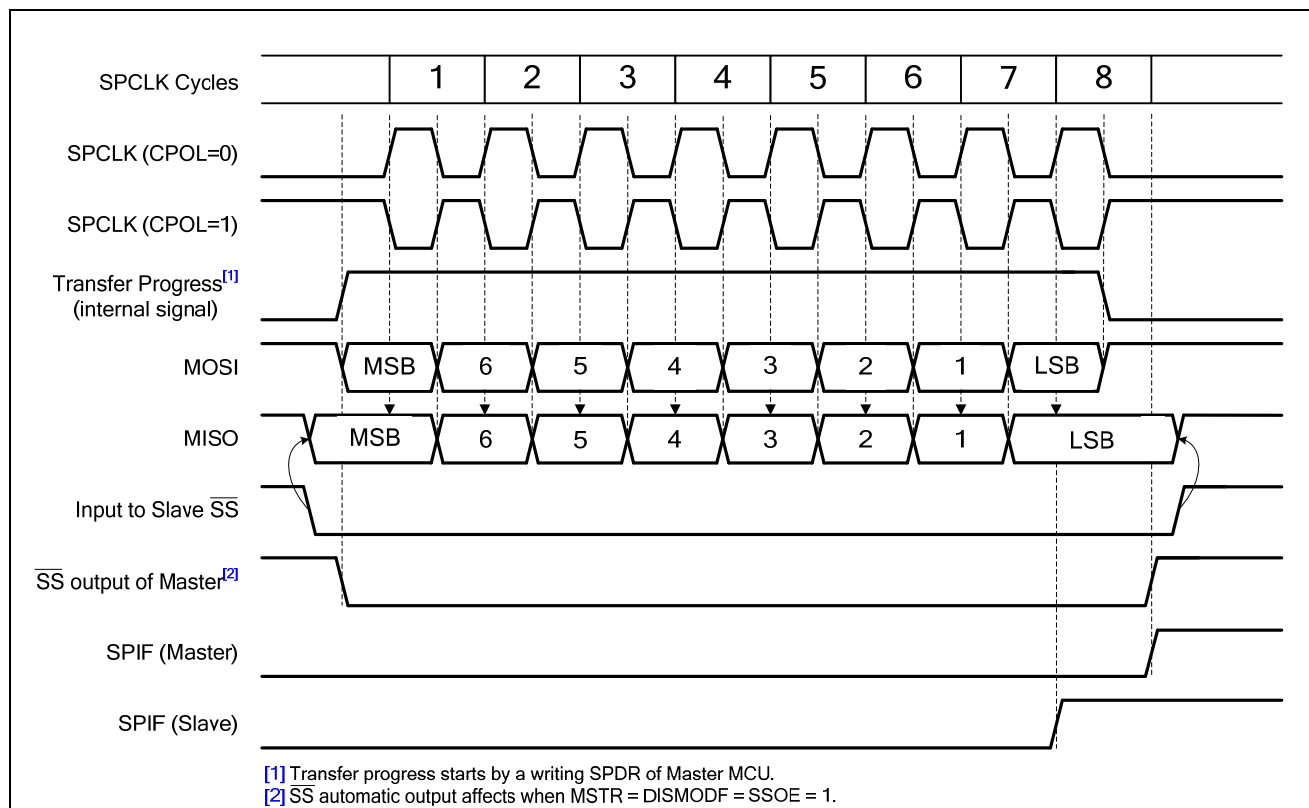 SPCLK Cycles
1 2 3 4 5 6 7 8
SPCLK (CPOL=0)
SPCLK (CPOL=1)
Transfer Progress[1]
(internal signal)
MOSI
MSB 6 5 4 3 2 1 LSB
MISO
MSB 6 5 4 3 2 1 LSB
Input to Slave S̅S̅
S̅S̅ output of Master[2]
SPIF (Master)
SPIF (Slave)
[1] Transfer progress starts by a writing SPDR of Master MCU.
[2] S̅S̅ automatic output affects when MSTR = DISMODF = SSOE = 1.